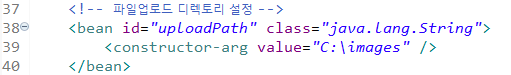 37 <!-- 파일업로드 디렉토리 설정 -->
38 <bean id="uploadPath" class="java.lang.String">
39 <constructor-arg value="C:\images" />
40 </bean>